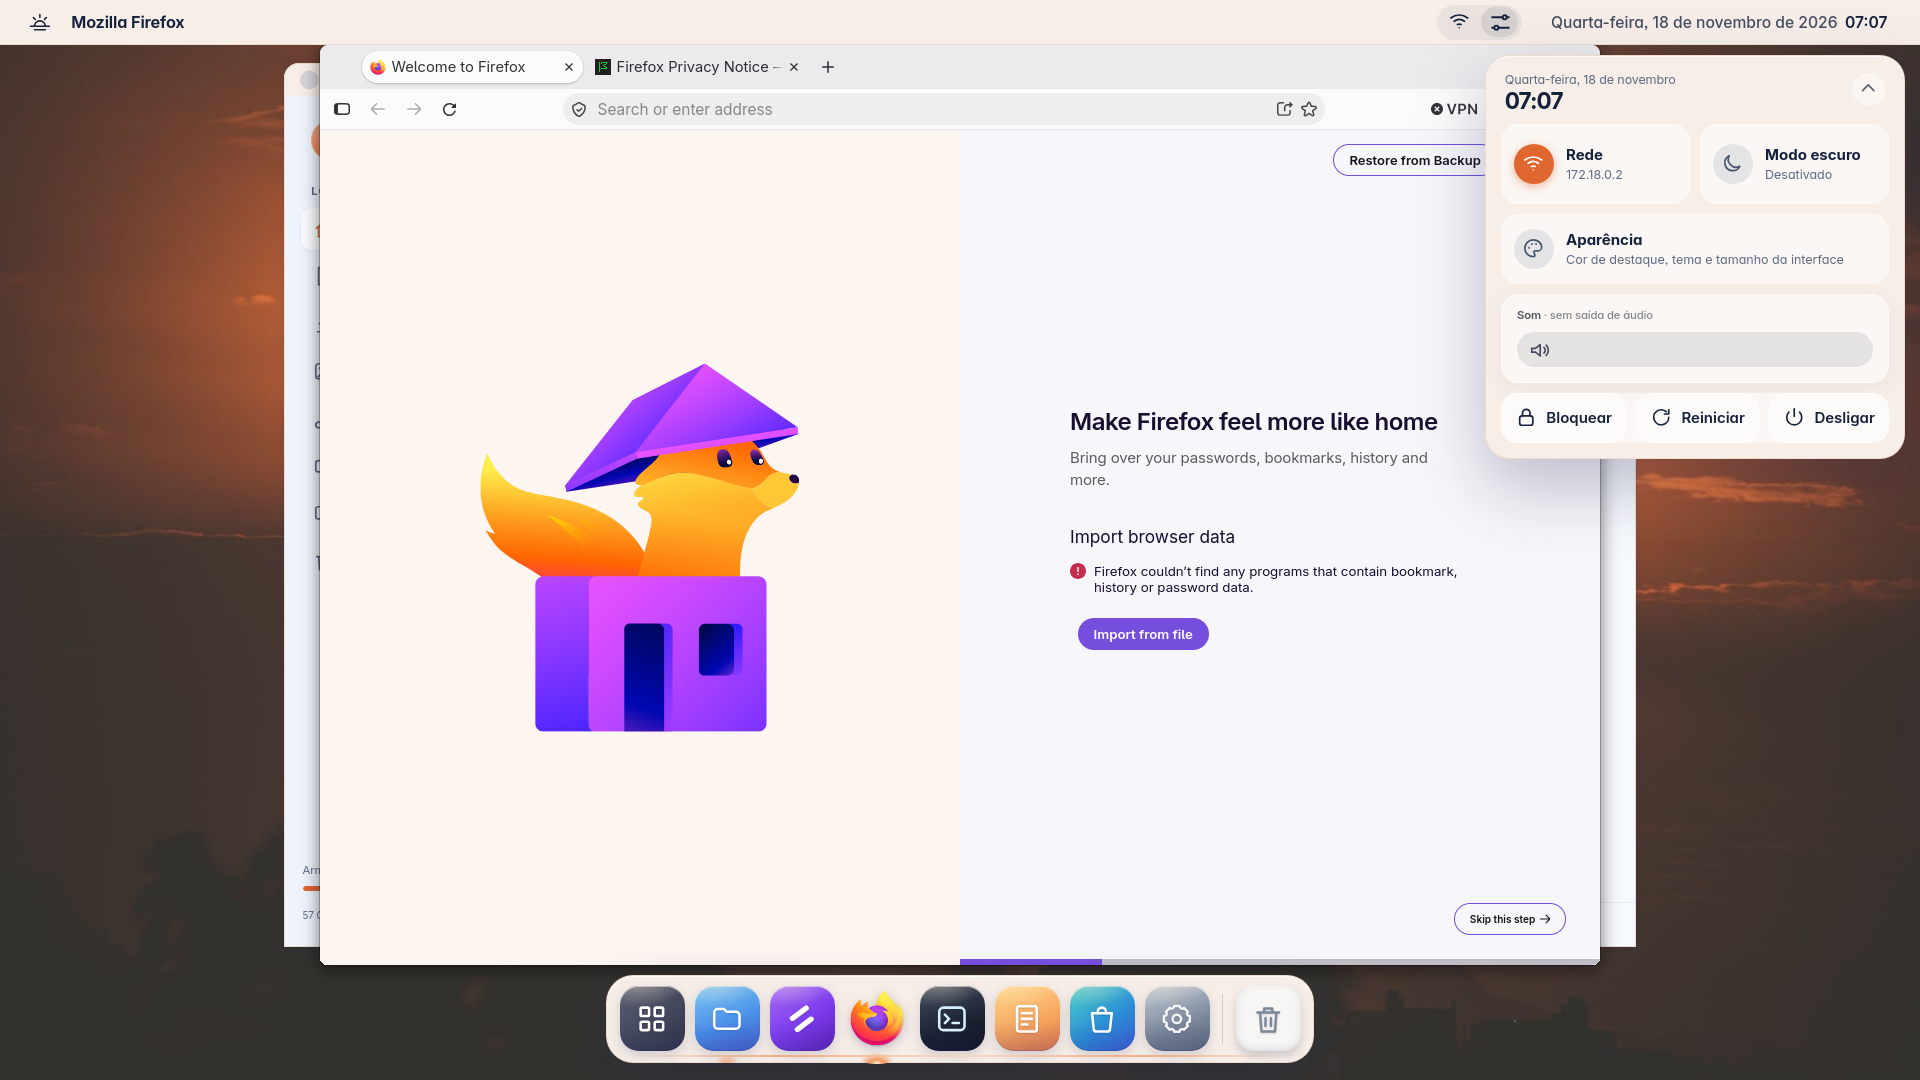 Mozilla Firefox
Quarta-feira, 18 de novembro de 2026 07:07
Welcome to Firefox
Firefox Privacy Notice
Search or enter address
VPN
Restore from Backup
Make Firefox feel more like home
Bring over your passwords, bookmarks, history and
more.
Import browser data
Firefox couldn't find any programs that contain bookmark,
history or password data.
Import from file
Skip this step
Quarta-feira, 18 de novembro
07:07
Rede
172.18.0.2
Modo escuro
Desativado
Aparência
Cor de destaque, tema e tamanho da interface
Som · sem saída de áudio
Bloquear
Reiniciar
Desligar
57